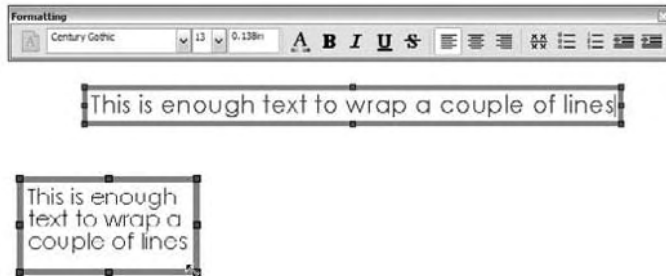 Formatting
Century Gothic 13 0.138in A B I U S
This is enough text to wrap a couple of lines
This is enough
text to wrap a
couple of lines